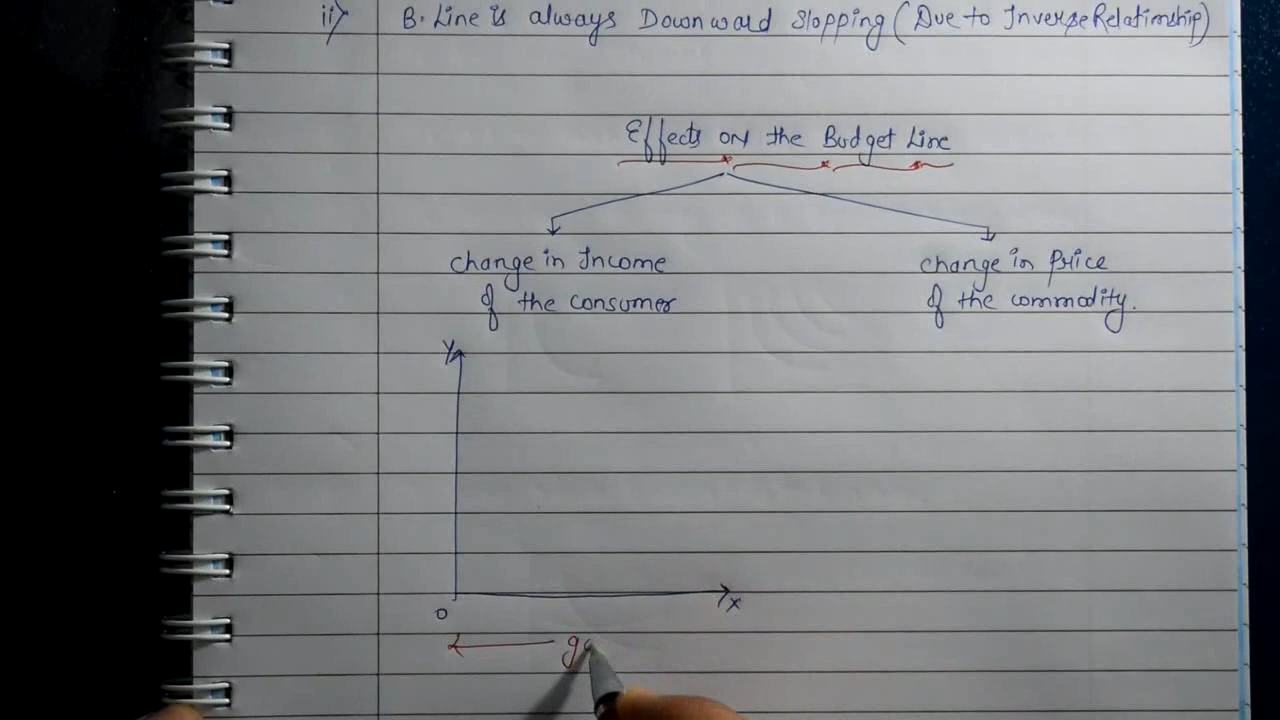 ii) B. Line is always Downward Slopping (Due to Inverse Relationship)
Effects on the Budget Line
change in Income
of the consumer
change in Price
of the commodity.
Y
O
X
go